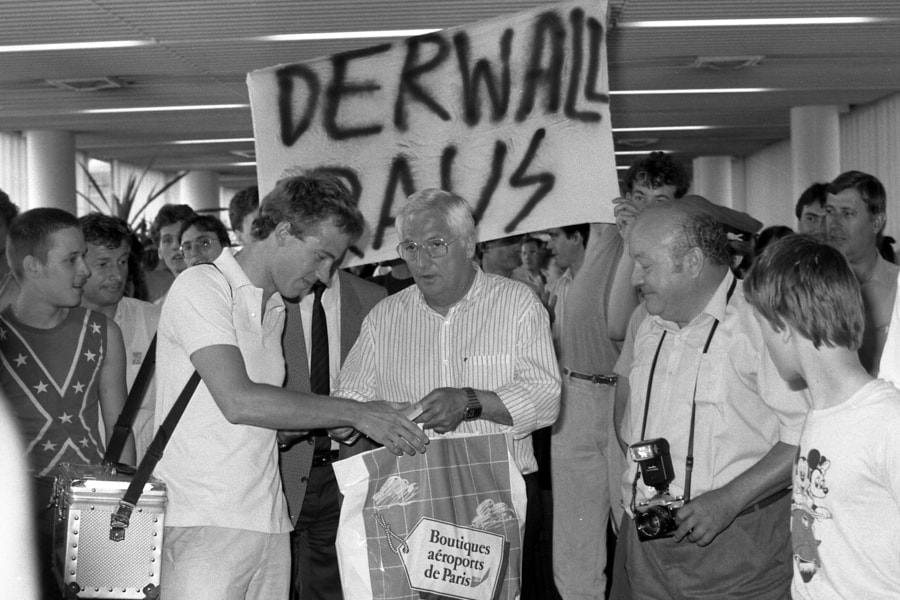 DERWALL
RAUS
Boutiques
aéroports
de Paris